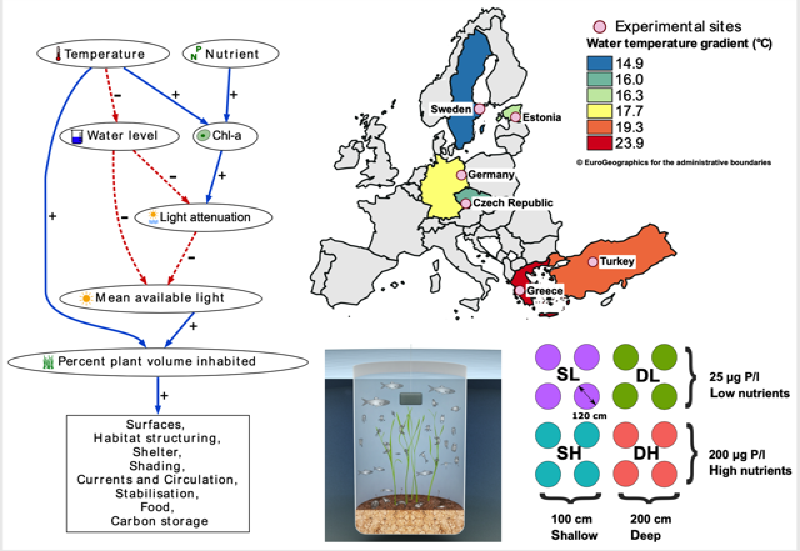 Temperature
P
N
Nutrient
-
+
+
Water level
Chl-a
-
+
+
-
Light attenuation
-
Mean available light
+
Percent plant volume inhabited
+
Surfaces,
Habitat structuring,
Shelter,
Shading,
Currents and Circulation,
Stabilisation,
Food,
Carbon storage
Sweden
Estonia
Germany
Czech Republic
Turkey
Greece
Experimental sites
Water temperature gradient (°C)
14.9
16.0
16.3
17.7
19.3
23.9
© EuroGeographics for the administrative boundaries
SL
DL
120 cm
SH
DH
25 µg P/l
Low nutrients
200 µg P/l
High nutrients
100 cm
Shallow
200 cm
Deep